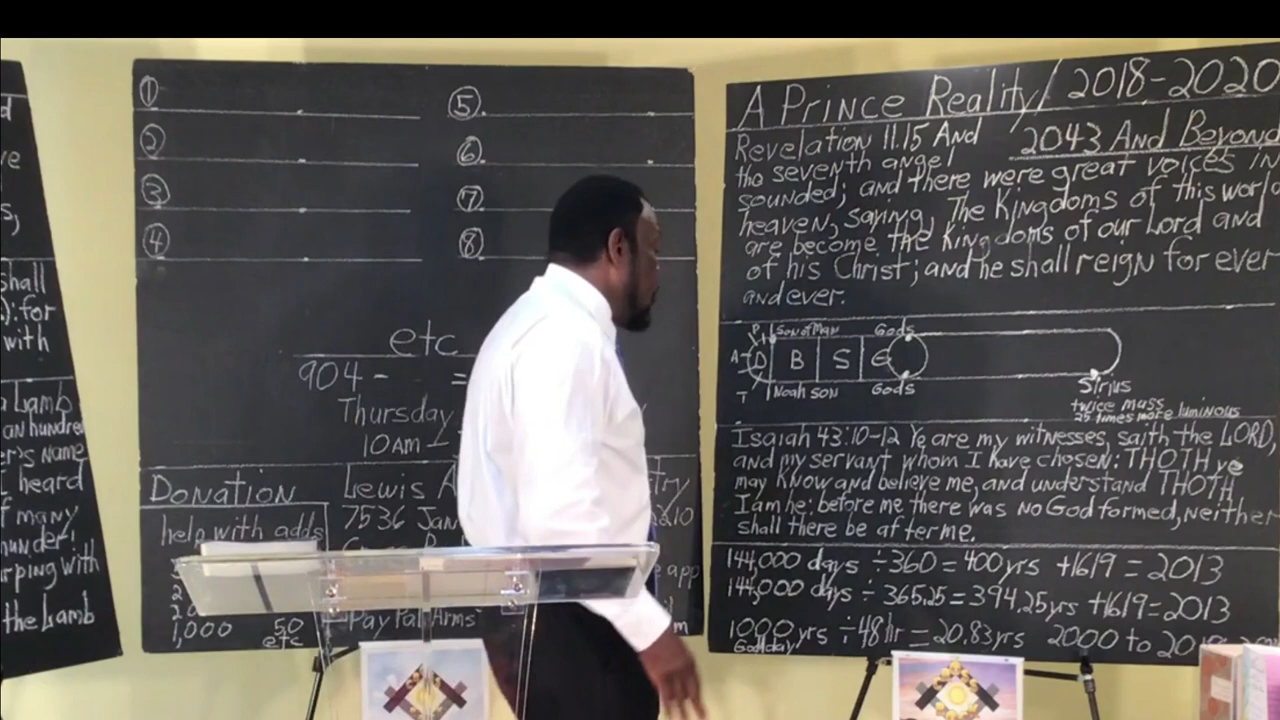 shall
for
with
a Lamb
an hundred
er's Name
heard
f many
rping with
the Lamb
①
②
③
④
⑤.
⑥.
⑦.
⑧.
etc
904 - =
Thursday
10 AM -
DONATION
help with adds
1,000 50
etc
Lewis A
7536 Jan
e app
Pay Pal Arms
A Prince Reality / 2018-2020
2043 And Beyond
Revelation 11.15 And
the seventh angel
sounded; and there were great voices in
heaven, saying, The Kingdoms of this world
are become the Kingdoms of our Lord and
of his Christ; and he shall reign for ever
and ever.
P Son of Man Gods
A D B S G
T Noah SON Gods
Sirius
twice mass
25 times more luminous
Isaiah 43:10-12 Ye are my witnesses, saith the LORD,
and my servant whom I have chosen: THOTH ye
may know and believe me, and understand THOTH
I am he: before me there was no God formed, neither
shall there be after me.
144,000 days ÷ 360 = 400 yrs +1619 = 2013
144,000 days ÷ 365.25 = 394.25 yrs +1619 = 2013
1000 yrs ÷ 48 hr = 20.83 yrs 2000 to
God day